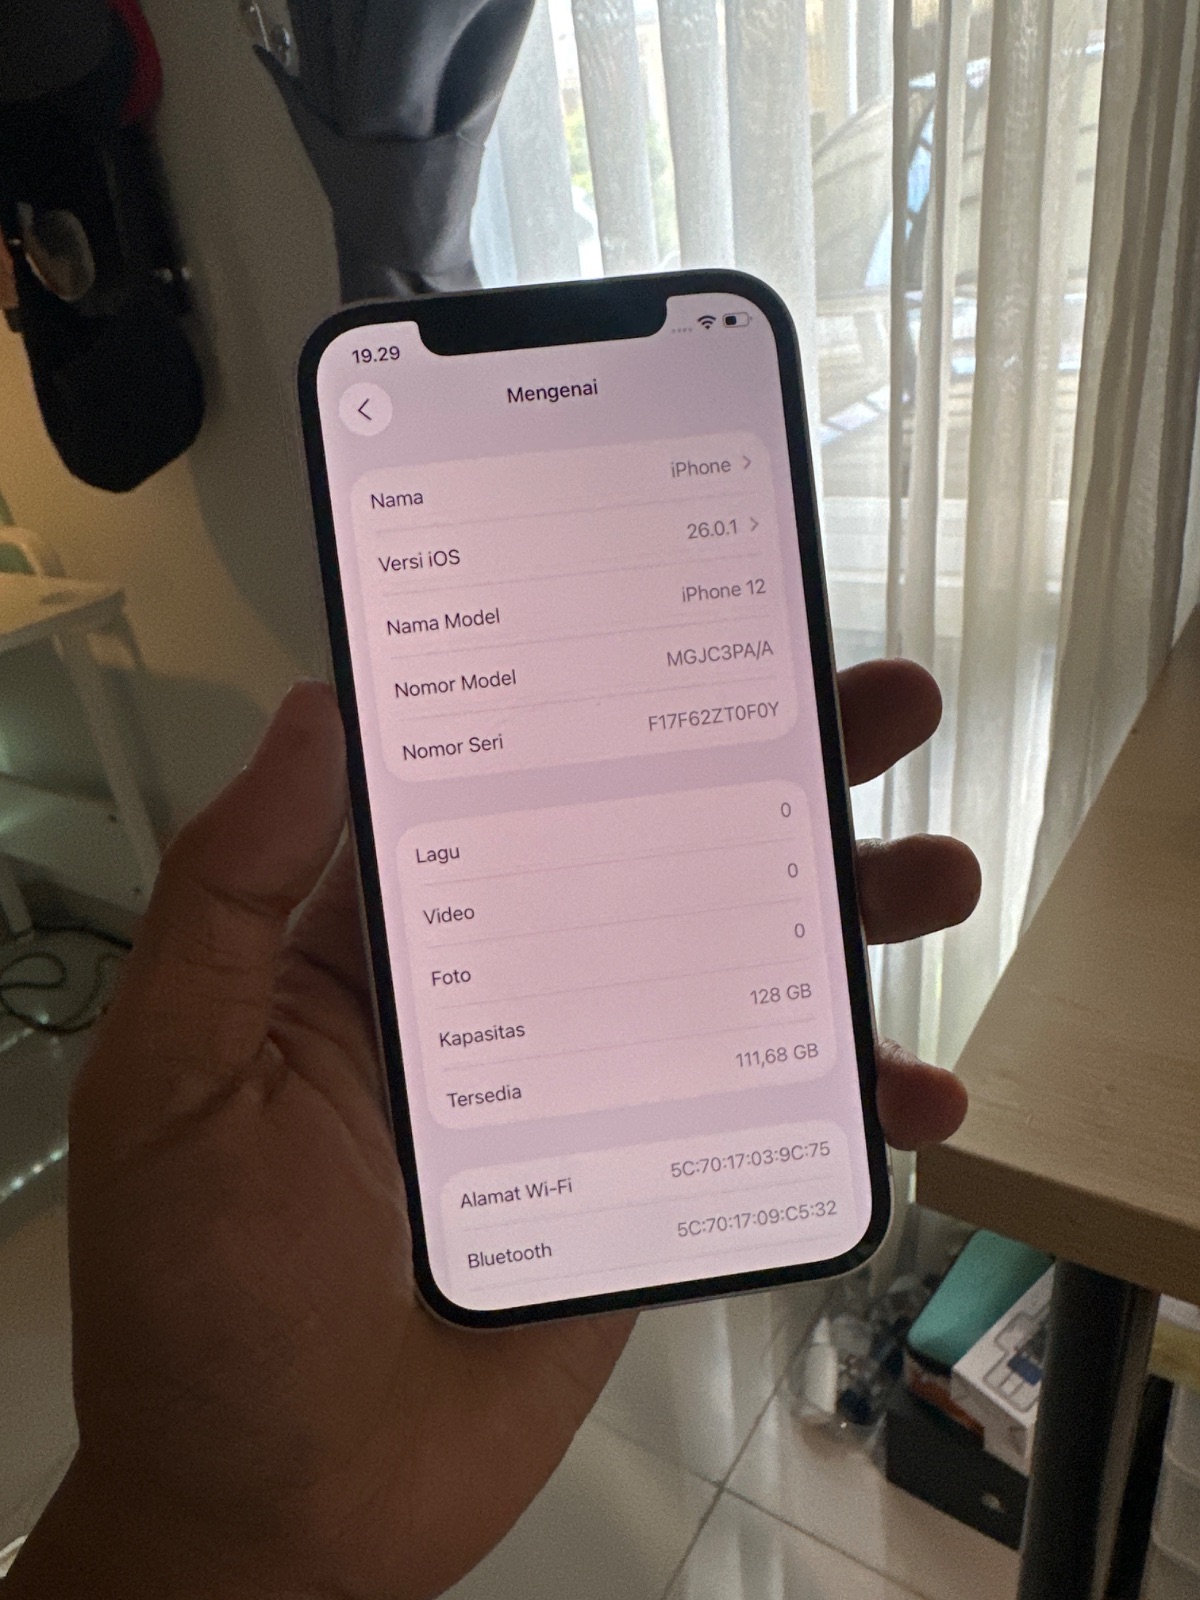 19.29
Mengenai
Nama iPhone
Versi iOS 26.0.1
Nama Model iPhone 12
Nomor Model MGJC3PA/A
Nomor Seri F17F62ZT0F0Y
Lagu 0
Video 0
Foto 0
Kapasitas 128 GB
Tersedia 111,68 GB
Alamat Wi-Fi 5C:70:17:03:9C:75
Bluetooth 5C:70:17:09:C5:32